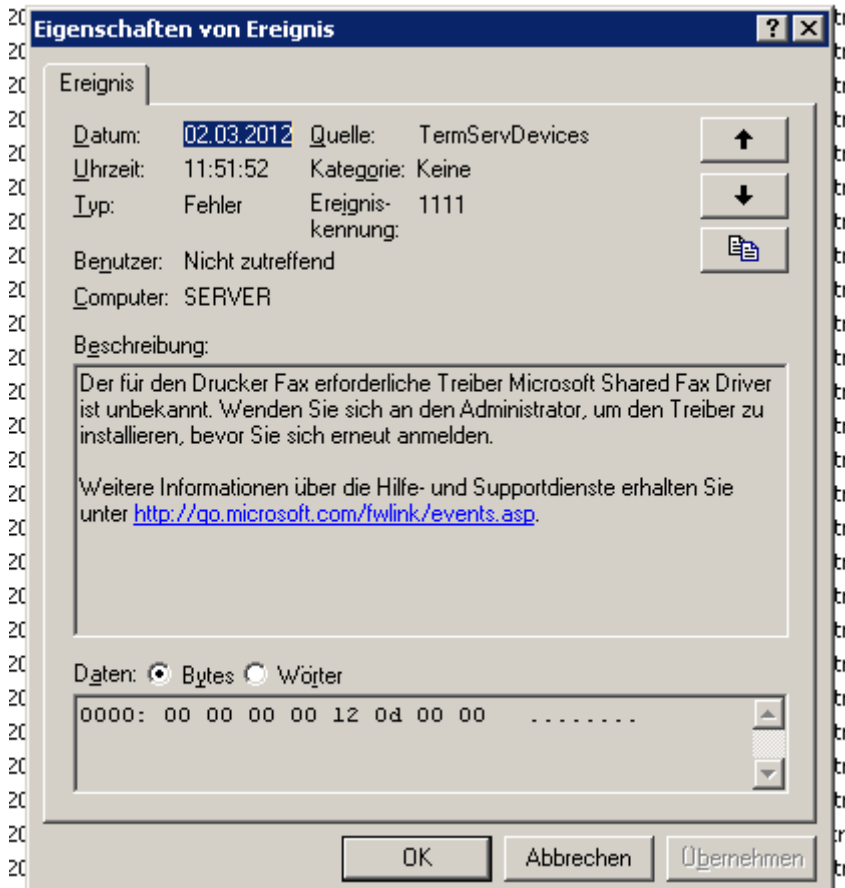 Eigenschaften von Ereignis
Ereignis
Datum: 02.03.2012 Quelle: TermServDevices
Uhrzeit: 11:51:52 Kategorie: Keine
Typ: Fehler Ereignis- 1111
kennung:
Benutzer: Nicht zutreffend
Computer: SERVER
Beschreibung:
Der für den Drucker Fax erforderliche Treiber Microsoft Shared Fax Driver
ist unbekannt. Wenden Sie sich an den Administrator, um den Treiber zu
installieren, bevor Sie sich erneut anmelden.
Weitere Informationen über die Hilfe- und Supportdienste erhalten Sie
unter http://go.microsoft.com/fwlink/events.asp.
Daten: Bytes Wörter
0000: 00 00 00 00 12 0d 00 00 ........
OK Abbrechen Übernehmen